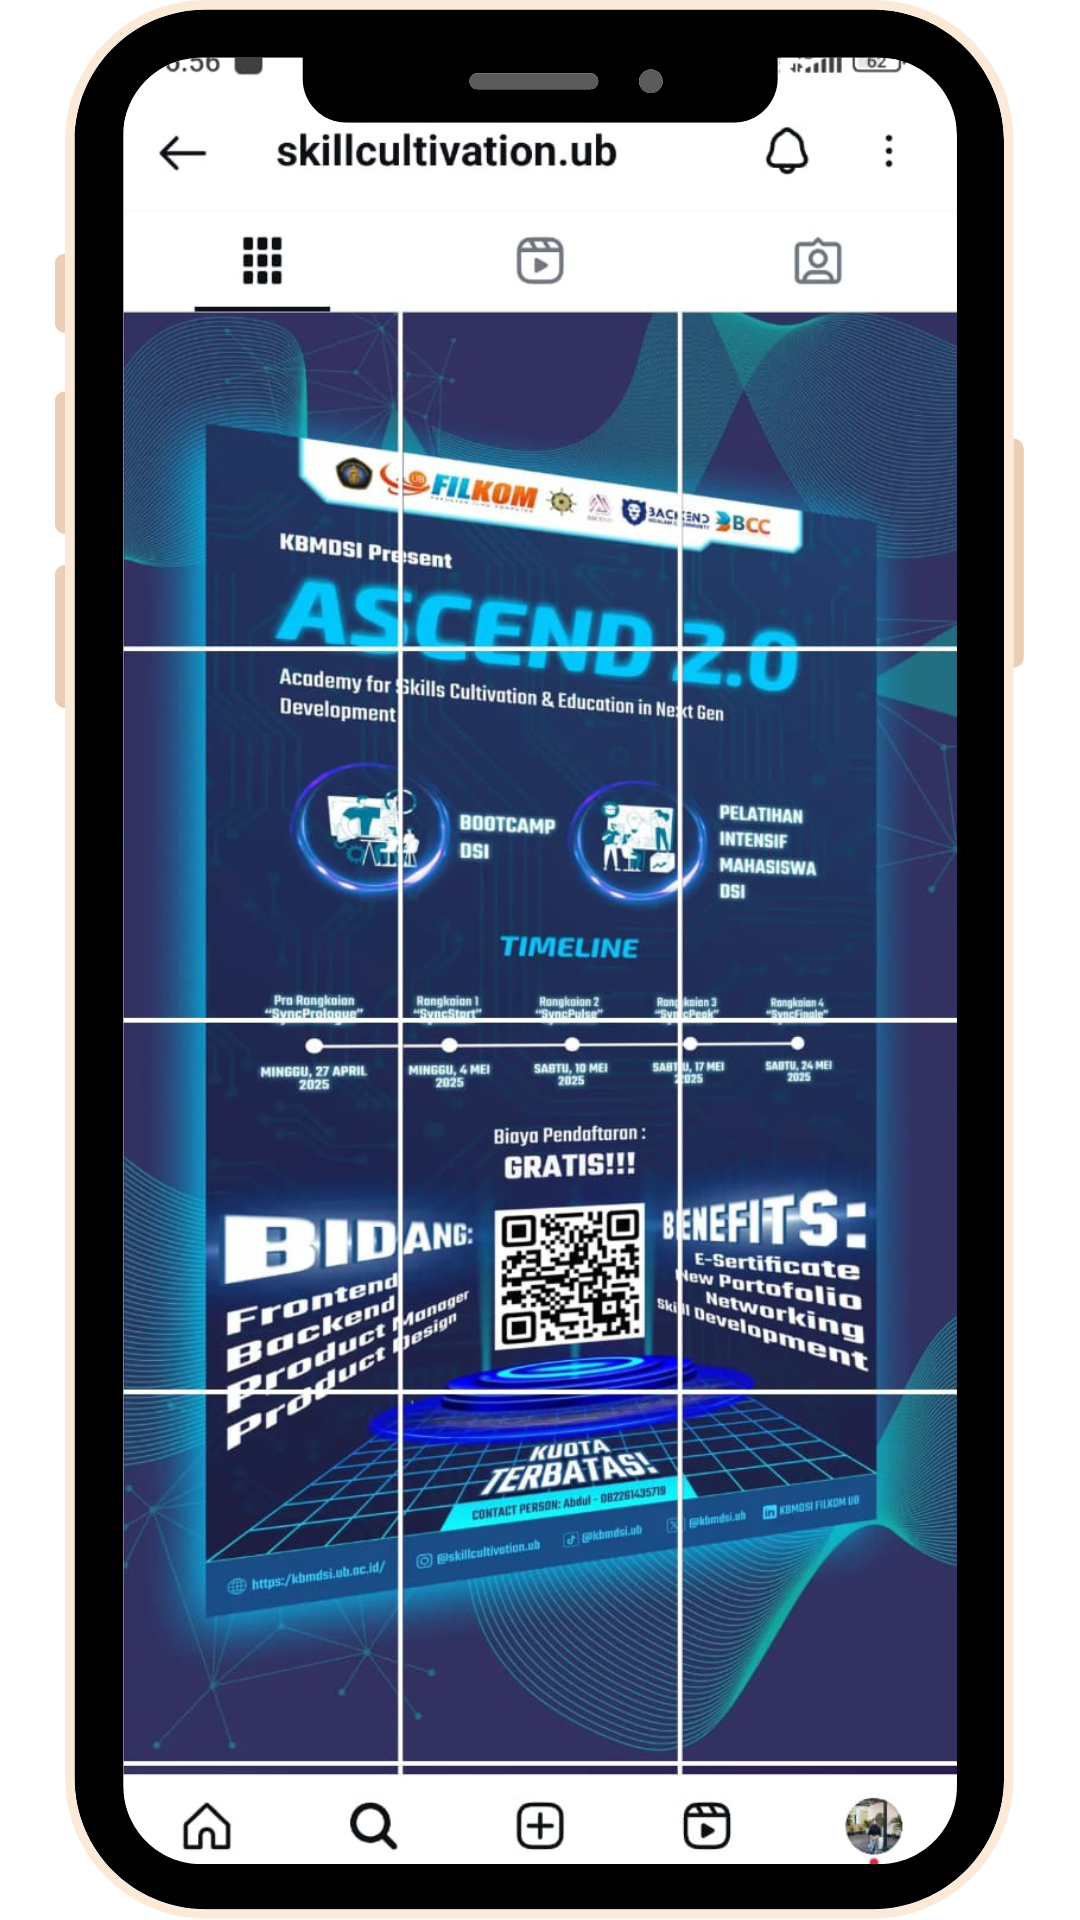 62
skillcultivation.ub
UB FILKOM
BACKEND
BCC
KBMDSI Present
ASCEND 2.0
Academy for Skills Cultivation & Education in Next Gen
Development
BOOTCAMP
DSI
PELATIHAN
INTENSIF
MAHASISWA
DSI
TIMELINE
Pra Rangkaian
"SyncPrologue"
Rangkaian 1
"SyncStart"
Rangkaian 2
"SyncPulse"
Rangkaian 3
"SyncPeak"
Rangkaian 4
"SyncFinale"
MINGGU, 27 APRIL
2025
MINGGU, 4 MEI
2025
SABTU, 10 MEI
2025
SABTU, 17 MEI
2025
SABTU, 24 MEI
2025
Biaya Pendaftaran :
GRATIS!!!
BIDANG:
Frontend
Backend
Product Manager
Product Design
BENEFITS:
E-Sertificate
New Portofolio
Networking
Skill Development
KUOTA
TERBATAS!
CONTACT PERSON: Abdul - 082261435719
https:/kbmdsi.ub.ac.id/
@skillcultivation.ub
@kbmdsi.ub
@kbmdsi.ub
KBMDSI FILKOM UB